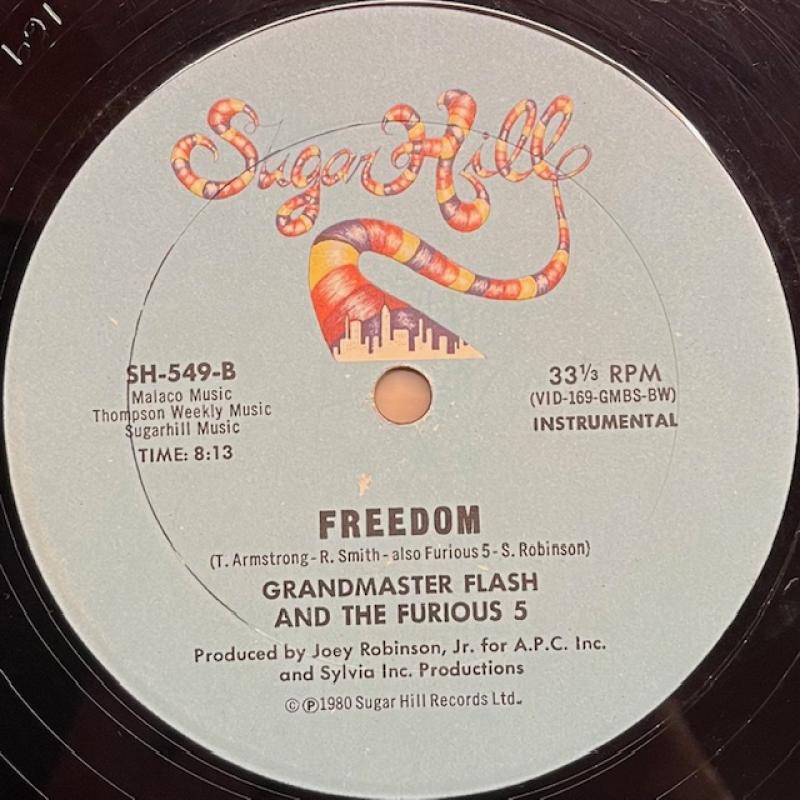 Sugar Hill
SH-549-B
Malaco Music
Thompson Weekly Music
Sugarhill Music
TIME: 8:13
33⅓ RPM
(VID-169-GMBS-BW)
INSTRUMENTAL
FREEDOM
(T. Armstrong - R. Smith - also Furious 5 - S. Robinson)
GRANDMASTER FLASH
AND THE FURIOUS 5
Produced by Joey Robinson, Jr. for A.P.C. Inc.
and Sylvia Inc. Productions
©℗1980 Sugar Hill Records Ltd.